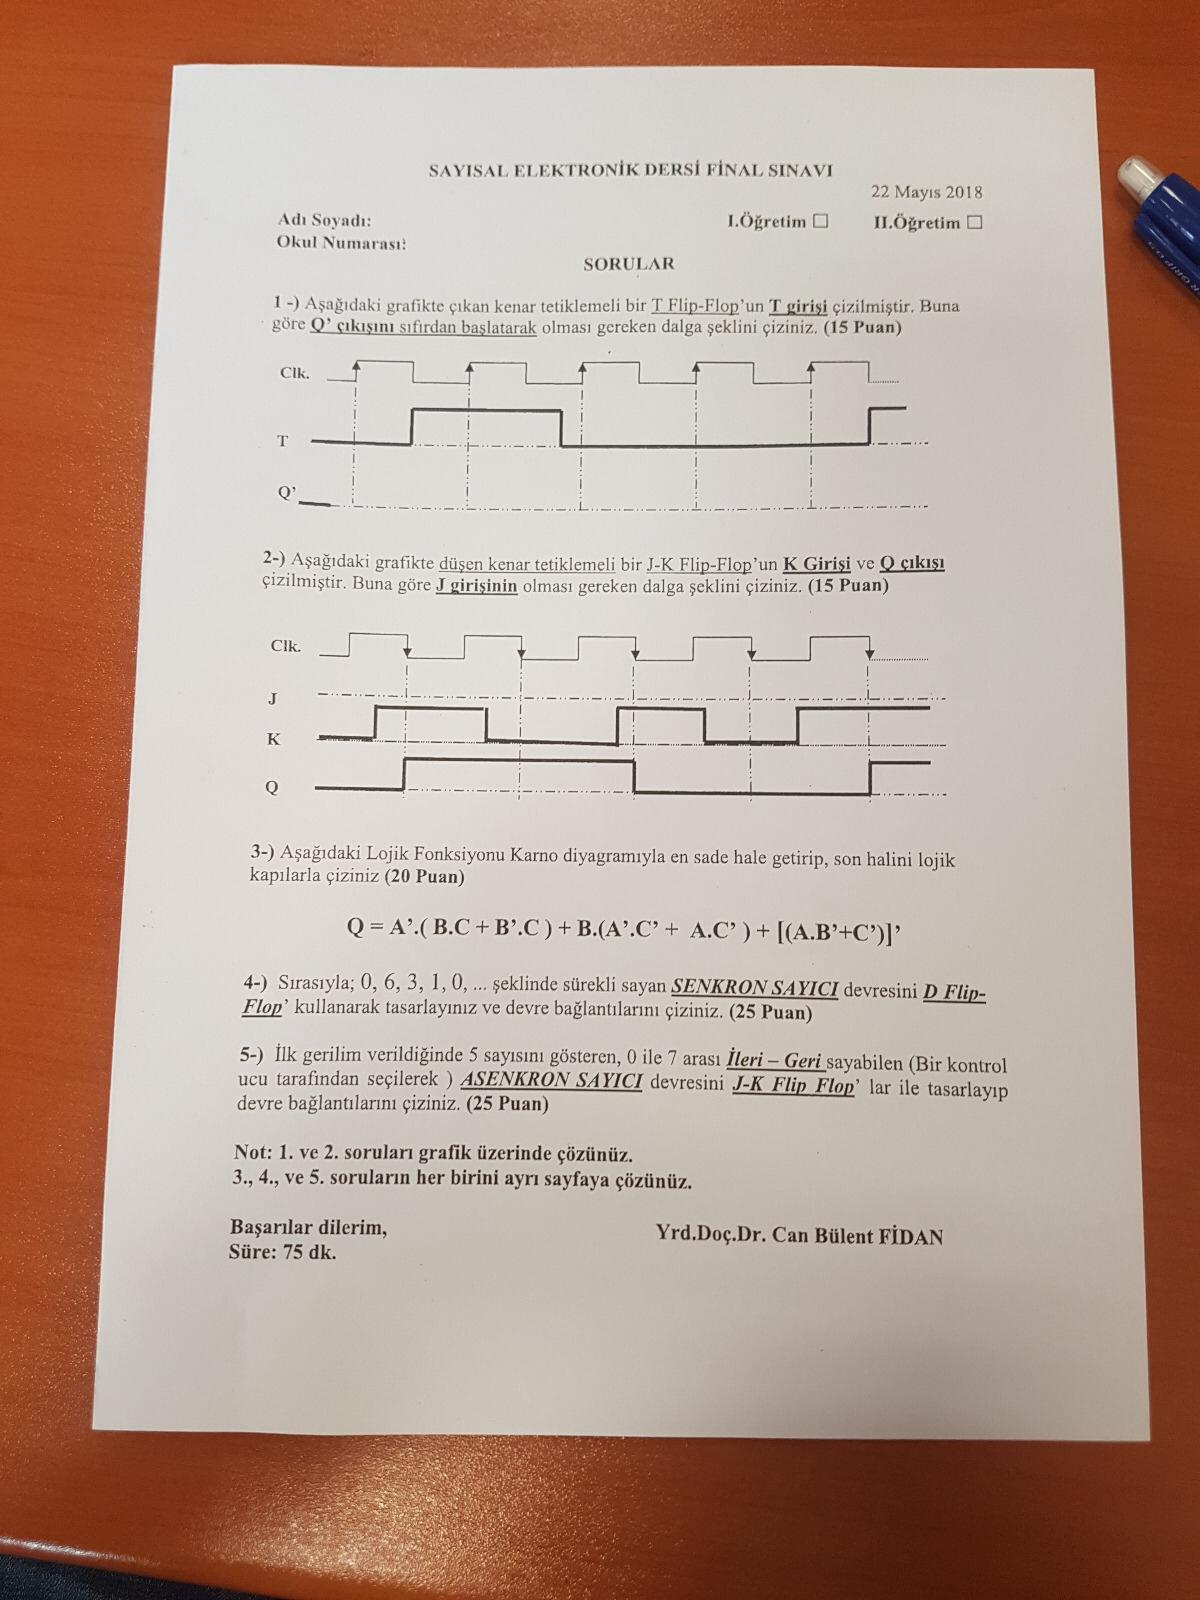 SAYISAL ELEKTRONİK DERSİ FİNAL SINAVI
22 Mayıs 2018
Adı Soyadı: I.Öğretim ☐ II.Öğretim ☐
Okul Numarası:
SORULAR
1 -) Aşağıdaki grafikte çıkan kenar tetiklemeli bir T Flip-Flop'un T girişi çizilmiştir. Buna
göre Q' çıkışını sıfırdan başlatarak olması gereken dalga şeklini çiziniz. (15 Puan)
Clk.
T
Q'
2-) Aşağıdaki grafikte düşen kenar tetiklemeli bir J-K Flip-Flop'un K Girişi ve Q çıkışı
çizilmiştir. Buna göre J girişinin olması gereken dalga şeklini çiziniz. (15 Puan)
Clk.
J
K
Q
3-) Aşağıdaki Lojik Fonksiyonu Karno diyagramıyla en sade hale getirip, son halini lojik
kapılarla çiziniz (20 Puan)
Q = A'.( B.C + B'.C ) + B.(A'.C' + A.C' ) + [(A.B'+C')]'
4-) Sırasıyla; 0, 6, 3, 1, 0, ... şeklinde sürekli sayan SENKRON SAYICI devresini D Flip-
Flop' kullanarak tasarlayınız ve devre bağlantılarını çiziniz. (25 Puan)
5-) İlk gerilim verildiğinde 5 sayısını gösteren, 0 ile 7 arası İleri – Geri sayabilen (Bir kontrol
ucu tarafından seçilerek ) ASENKRON SAYICI devresini J-K Flip Flop' lar ile tasarlayıp
devre bağlantılarını çiziniz. (25 Puan)
Not: 1. ve 2. soruları grafik üzerinde çözünüz.
3., 4., ve 5. soruların her birini ayrı sayfaya çözünüz.
Başarılar dilerim, Yrd.Doç.Dr. Can Bülent FİDAN
Süre: 75 dk.